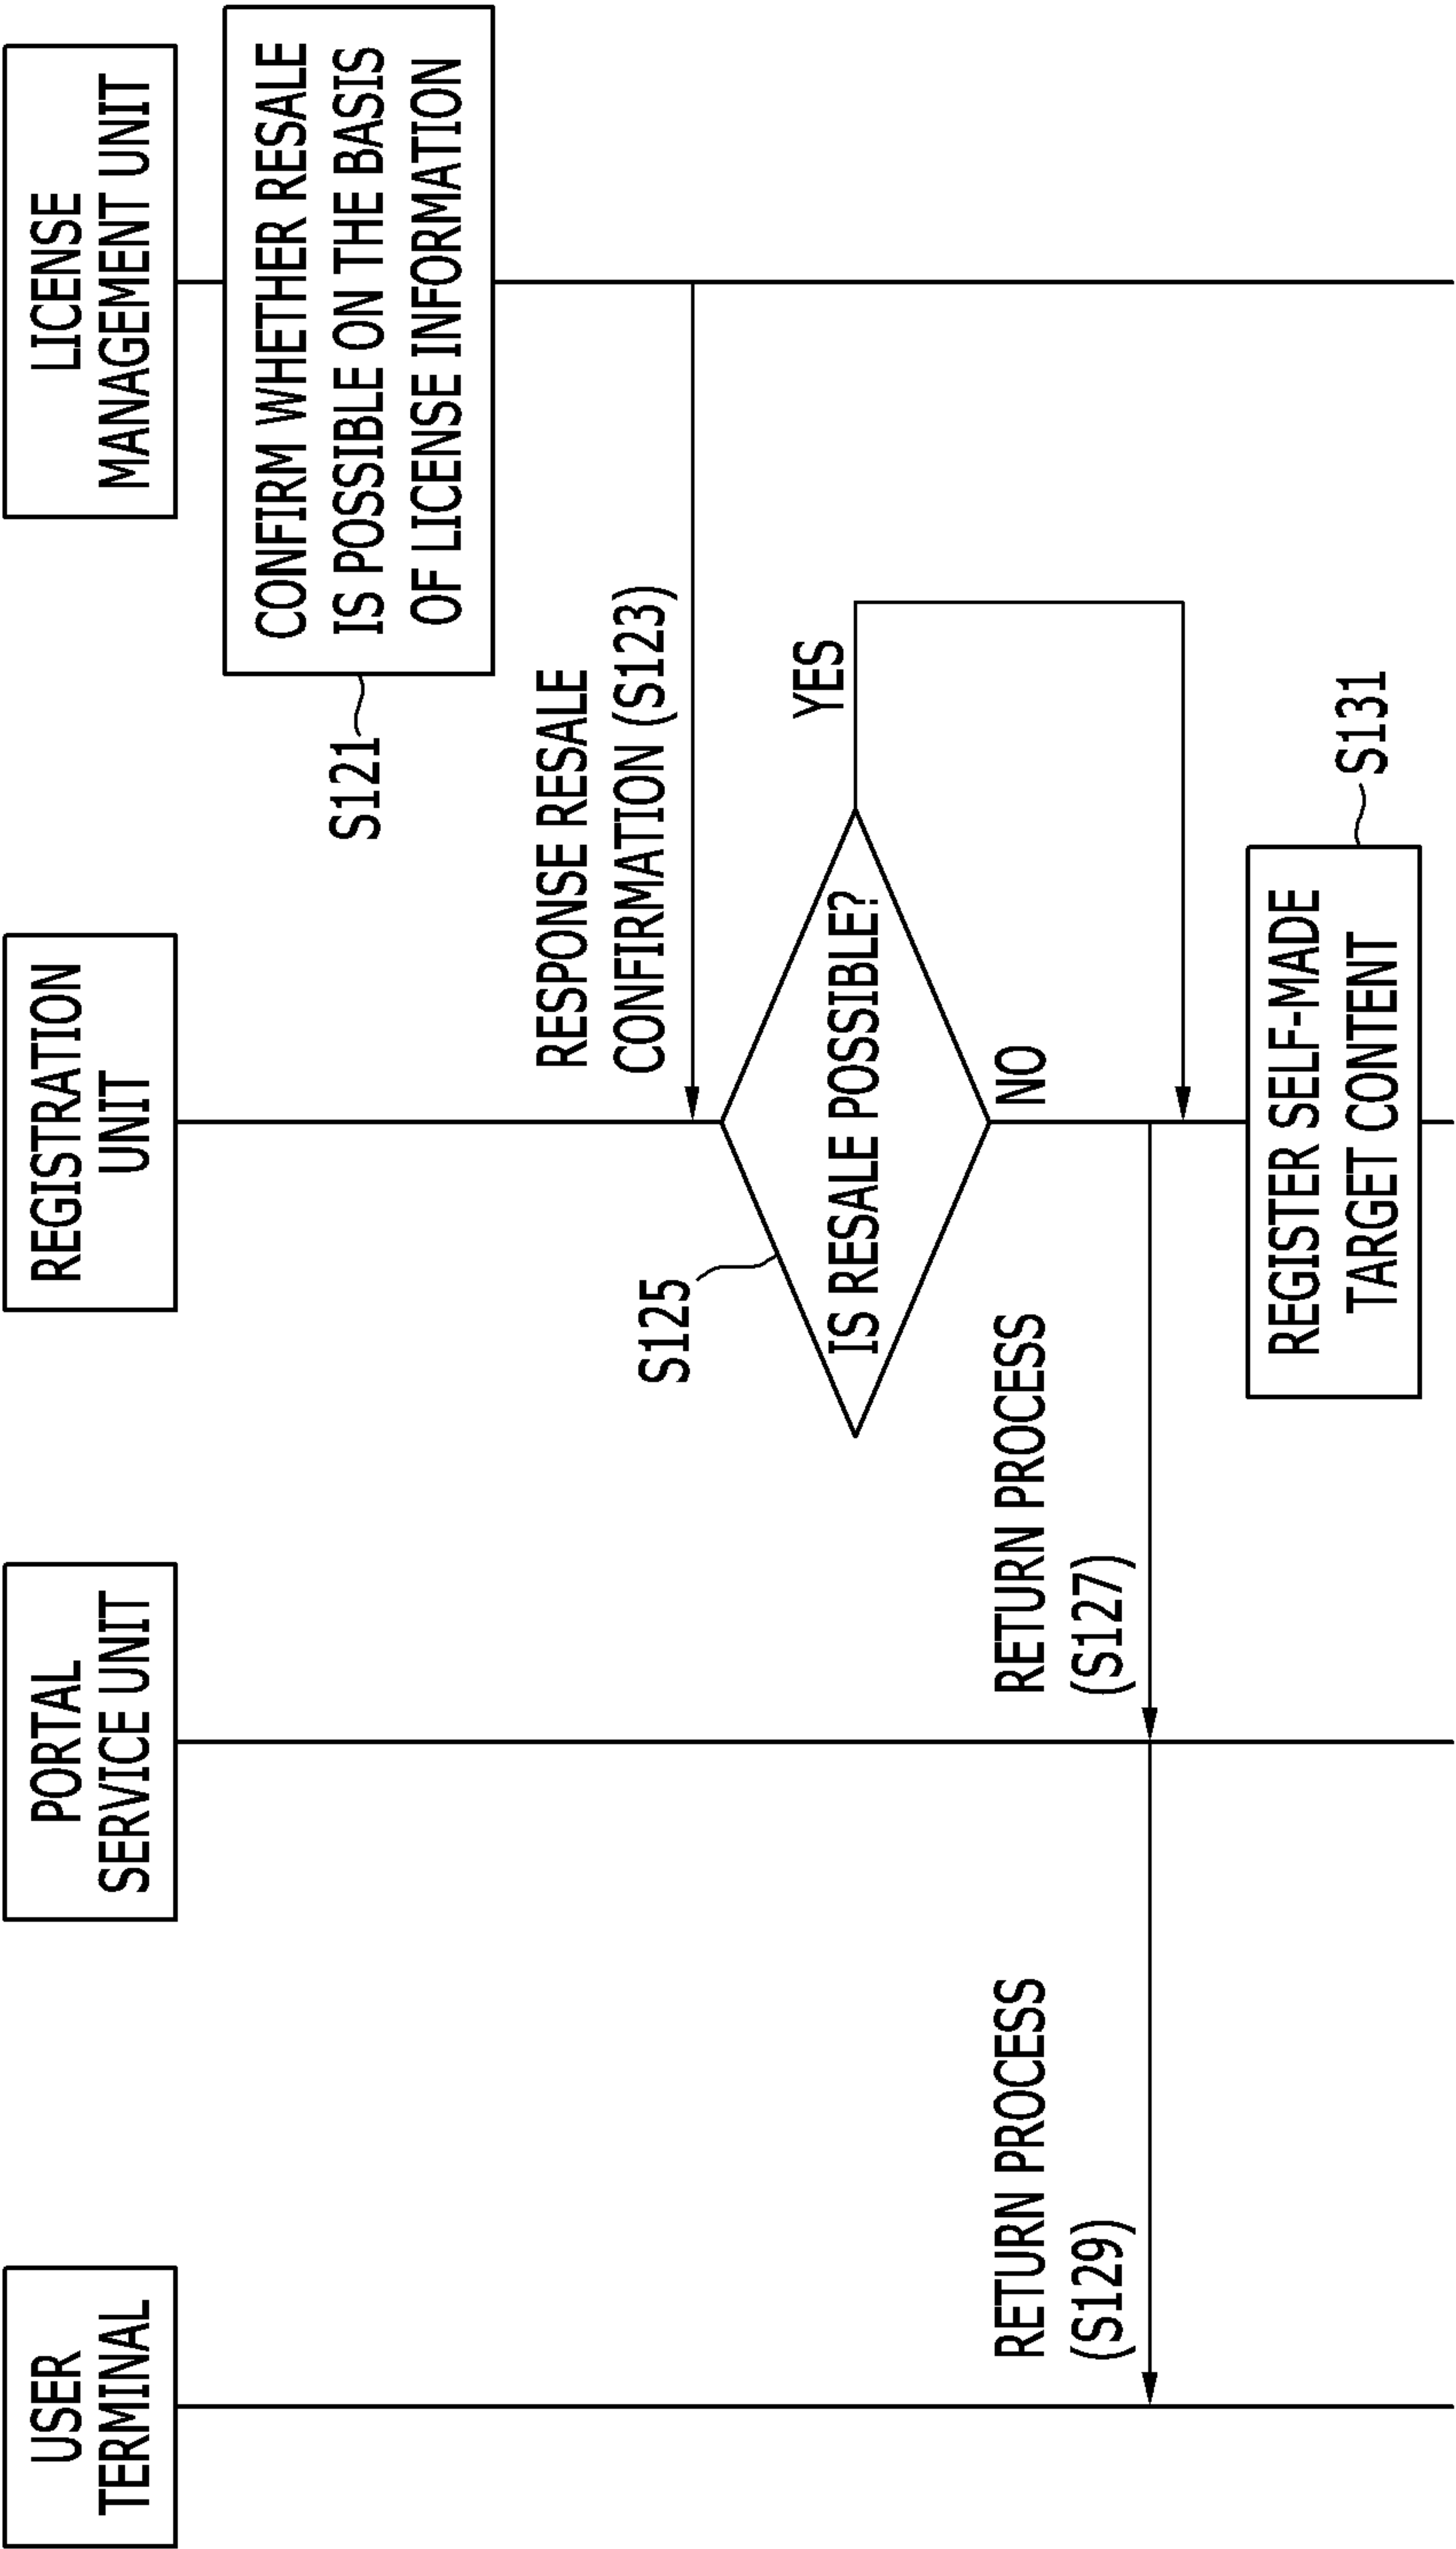 USER
TERMINAL
PORTAL
SERVICE UNIT
REGISTRATION
UNIT
LICENSE
MANAGEMENT UNIT
CONFIRM WHETHER RESALE
IS POSSIBLE ON THE BASIS
OF LICENSE INFORMATION
S121
RESPONSE RESALE
CONFIRMATION (S123)
S125
IS RESALE POSSIBLE?
YES
NO
RETURN PROCESS
(S127)
RETURN PROCESS
(S129)
REGISTER SELF-MADE
TARGET CONTENT
S131